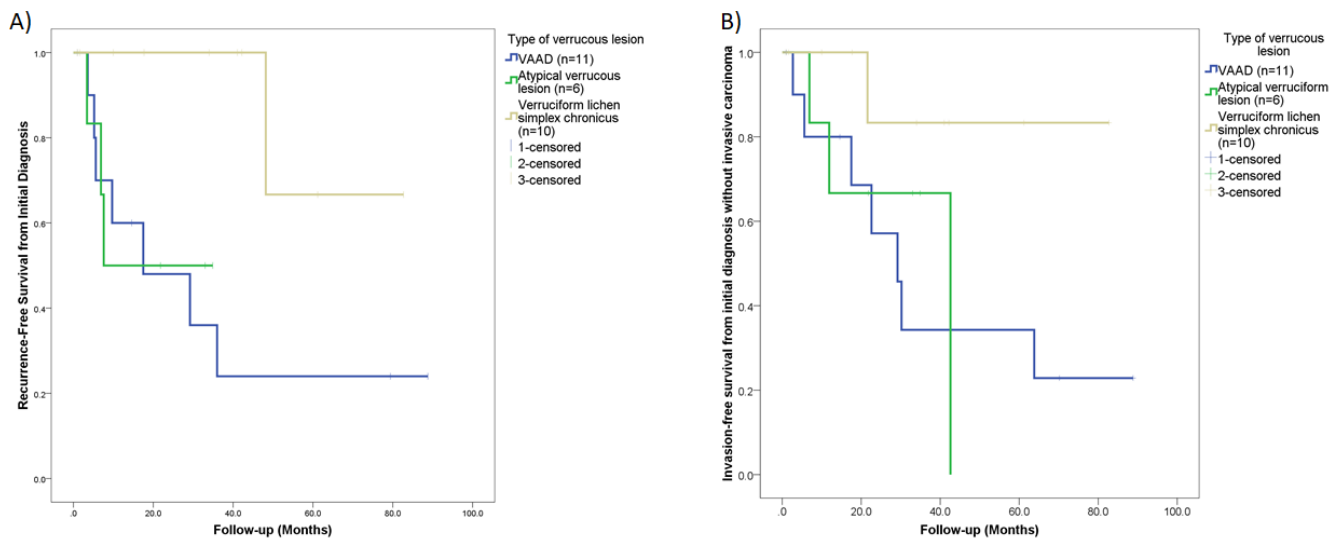 A)
Recurrence-Free Survival from Initial Diagnosis
1.0
0.8
0.6
0.4
0.2
0.0
.0
20.0
40.0
60.0
80.0
100.0
Follow-up (Months)
Type of verrucous lesion
VAAD (n=11)
Atypical verrucous
lesion (n=6)
Verruciform lichen
simplex chronicus
(n=10)
1-censored
2-censored
3-censored
B)
Invasion-free survival from initial diagnosis without invasive carcinoma
1.0
0.8
0.6
0.4
0.2
0.0
.0
20.0
40.0
60.0
80.0
100.0
Follow-up (Months)
Type of verrucous
lesion
VAAD (n=11)
Atypical verruciform
lesion (n=6)
Verruciform lichen
simplex chronicus
(n=10)
1-censored
2-censored
3-censored